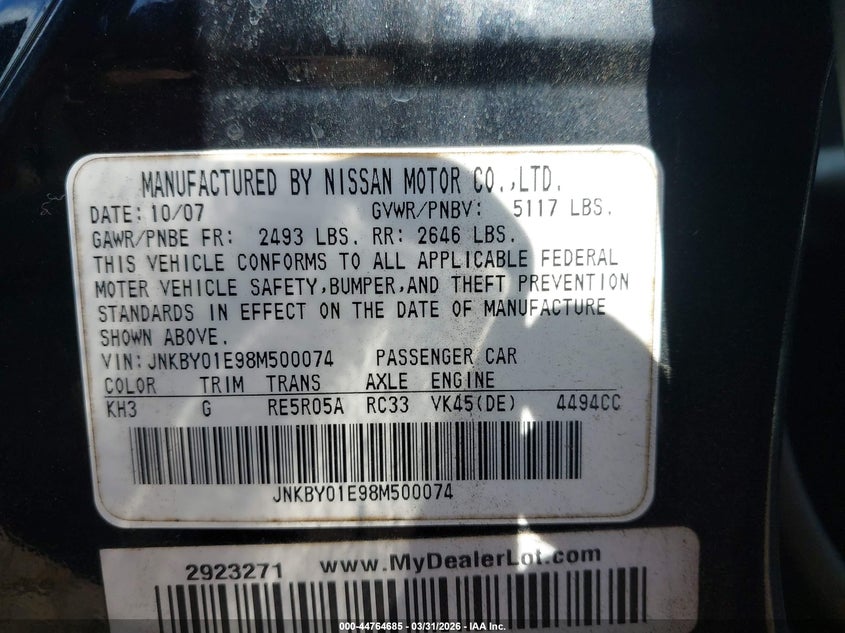 MANUFACTURED BY NISSAN MOTOR CO.,LTD.
DATE: 10/07 GVWR/PNBV: 5117 LBS.
GAWR/PNBE FR: 2493 LBS. RR: 2646 LBS.
THIS VEHICLE CONFORMS TO ALL APPLICABLE FEDERAL
MOTER VEHICLE SAFETY,BUMPER,AND THEFT PREVENTION
STANDARDS IN EFFECT ON THE DATE OF MANUFACTURE
SHOWN ABOVE.
VIN: JNKBY01E98M500074 PASSENGER CAR
COLOR TRIM TRANS AXLE ENGINE
KH3 G RE5R05A RC33 VK45(DE) 4494CC
JNKBY01E98M500074
2923271 www.MyDealerLot.com
000-44764685 - 03/31/2026 - IAA Inc.